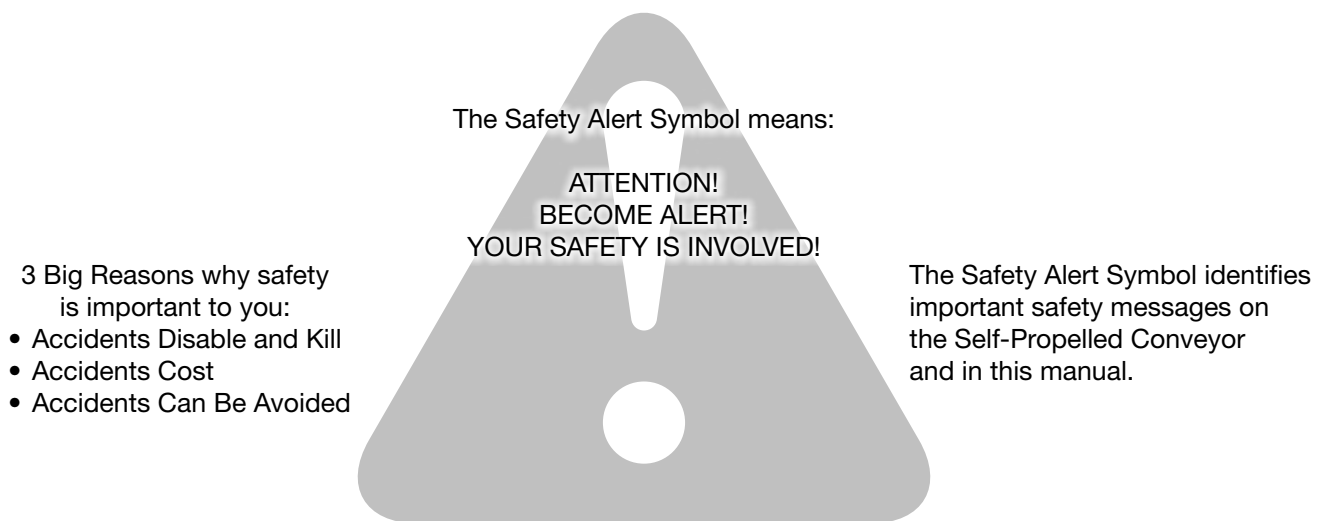 The Safety Alert Symbol means:
ATTENTION!
BECOME ALERT!
YOUR SAFETY IS INVOLVED!
3 Big Reasons why safety
is important to you:
• Accidents Disable and Kill
• Accidents Cost
• Accidents Can Be Avoided
The Safety Alert Symbol identifies
important safety messages on
the Self-Propelled Conveyor
and in this manual.